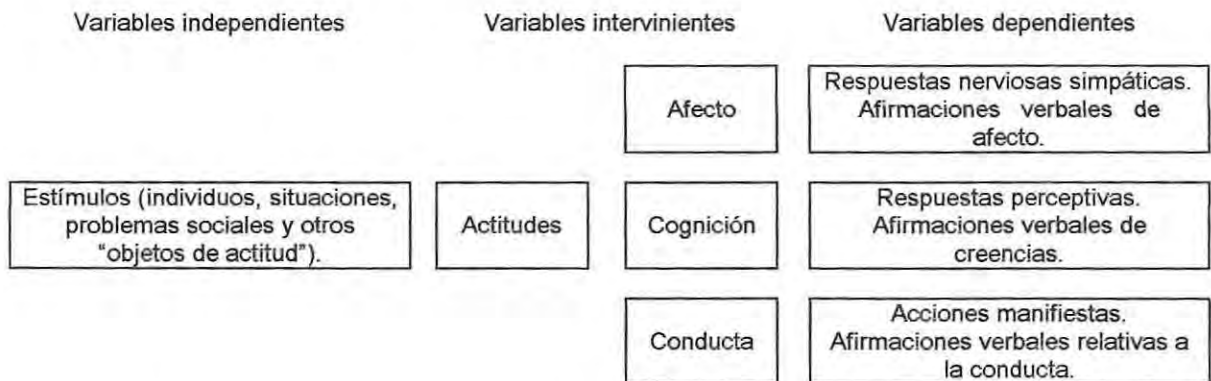 Variables independientes
Variables intervinientes
Variables dependientes
Afecto
Respuestas nerviosas simpáticas.
Afirmaciones verbales de
afecto.
Estímulos (individuos, situaciones,
problemas sociales y otros
"objetos de actitud").
Actitudes
Cognición
Respuestas perceptivas.
Afirmaciones verbales de
creencias.
Conducta
Acciones manifiestas.
Afirmaciones verbales relativas a
la conducta.